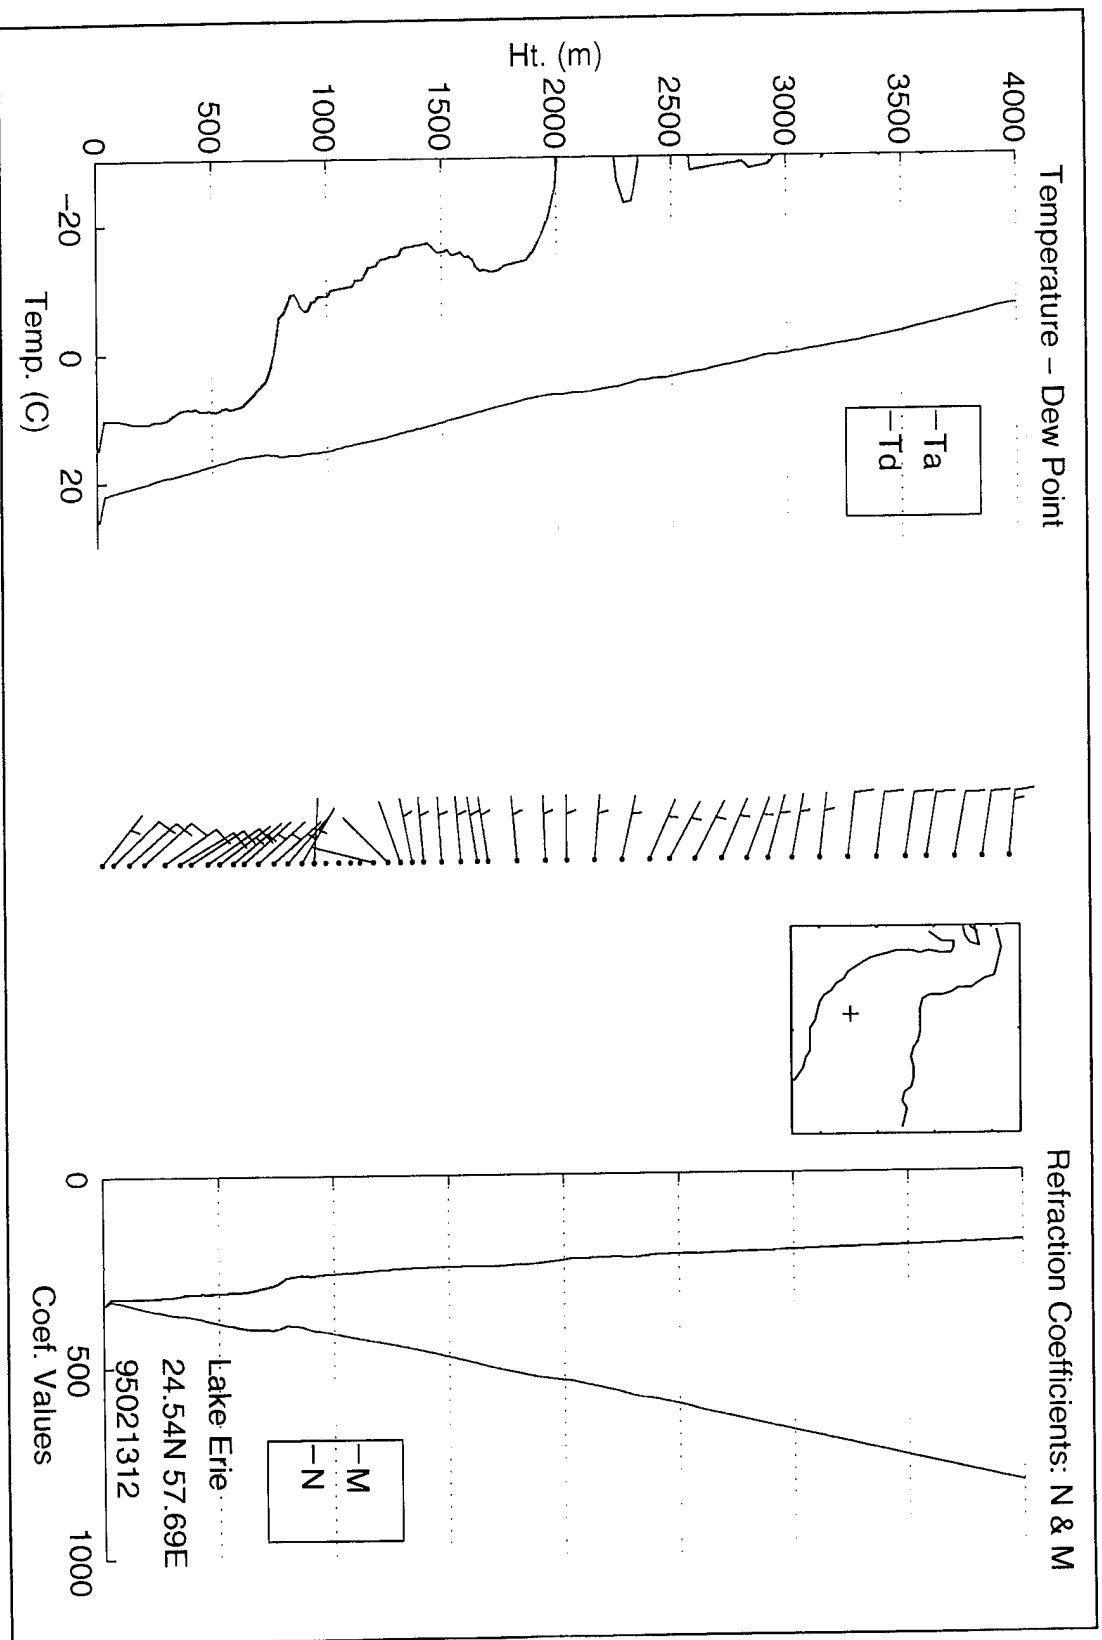 Temperature – Dew Point
Ht. (m)
4000
3500
3000
2500
2000
1500
1000
500
0
–20
0
20
Temp. (C)
–Ta
–Td
Refraction Coefficients: N & M
0
500
1000
Coef. Values
–M
–N
Lake Erie
24.54N 57.69E
95021312